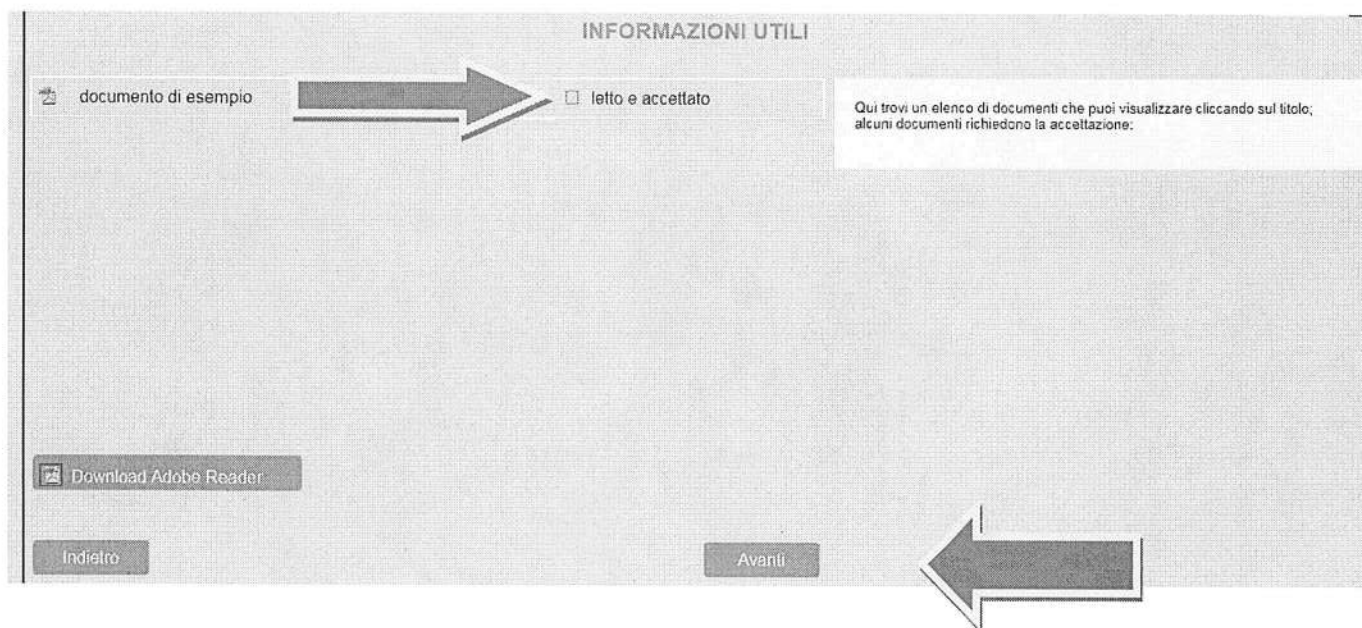 INFORMAZIONI UTILI
documento di esempio
letto e accettato
Qui trovi un elenco di documenti che puoi visualizzare cliccando sul titolo;
alcuni documenti richiedono la accettazione:
Download Adobe Reader
Indietro
Avanti